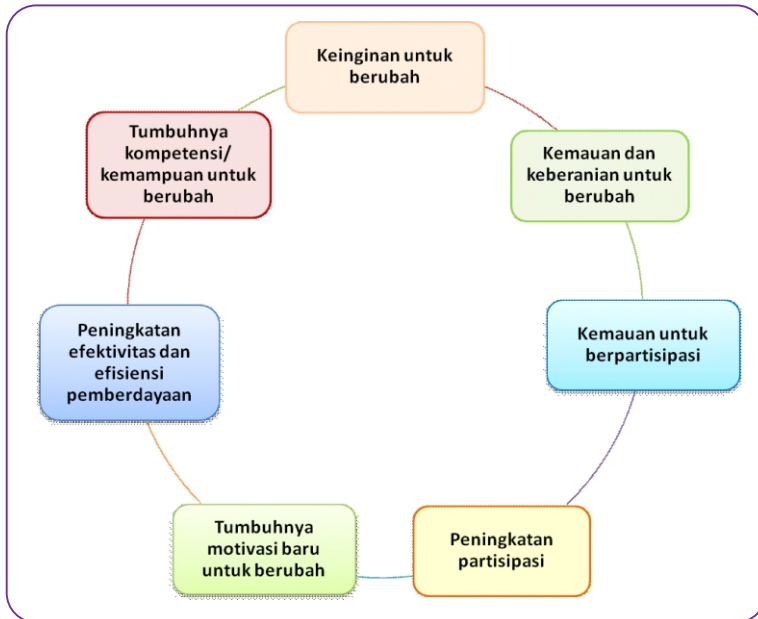 Keinginan untuk
berubah
Kemauan dan
keberanian untuk
berubah
Kemauan untuk
berpartisipasi
Peningkatan
partisipasi
Tumbuhnya
motivasi baru
untuk berubah
Peningkatan
efektivitas dan
efisiensi
pemberdayaan
Tumbuhnya
kompetensi/
kemampuan untuk
berubah